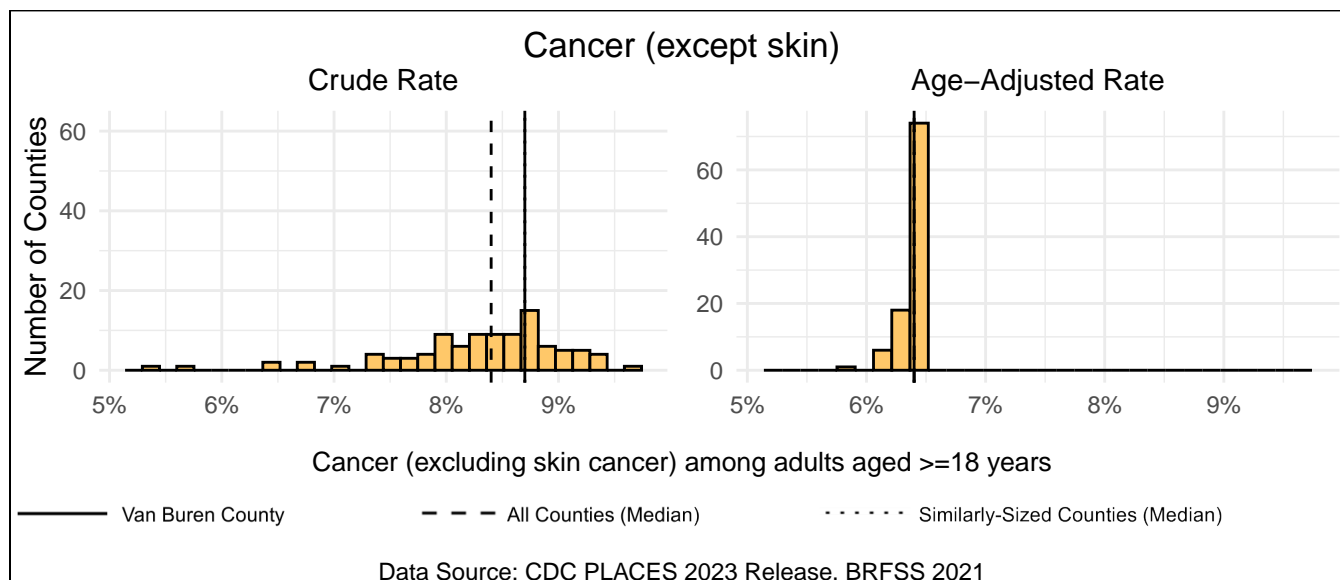 Cancer (except skin)
Crude Rate
Age−Adjusted Rate
Number of Counties
60
40
20
0
5%
6%
7%
8%
9%
60
40
20
0
5%
6%
7%
8%
9%
Cancer (excluding skin cancer) among adults aged >=18 years
Van Buren County
All Counties (Median)
Similarly-Sized Counties (Median)
Data Source: CDC PLACES 2023 Release, BRFSS 2021